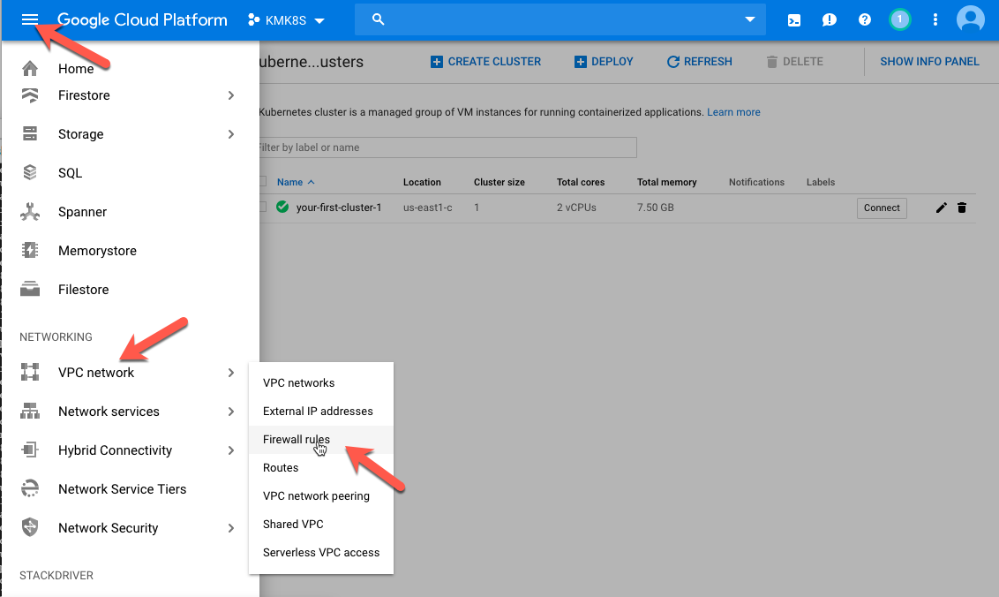 Google Cloud Platform
KMK8S
1
uberne...usters
CREATE CLUSTER
DEPLOY
REFRESH
DELETE
SHOW INFO PANEL
Kubernetes cluster is a managed group of VM instances for running containerized applications. Learn more
Filter by label or name
Name
Location
Cluster size
Total cores
Total memory
Notifications
Labels
your-first-cluster-1
us-east1-c
1
2 vCPUs
7.50 GB
Connect
Home
Firestore
Storage
SQL
Spanner
Memorystore
Filestore
NETWORKING
VPC network
Network services
Hybrid Connectivity
Network Service Tiers
Network Security
STACKDRIVER
VPC networks
External IP addresses
Firewall rules
Routes
VPC network peering
Shared VPC
Serverless VPC access